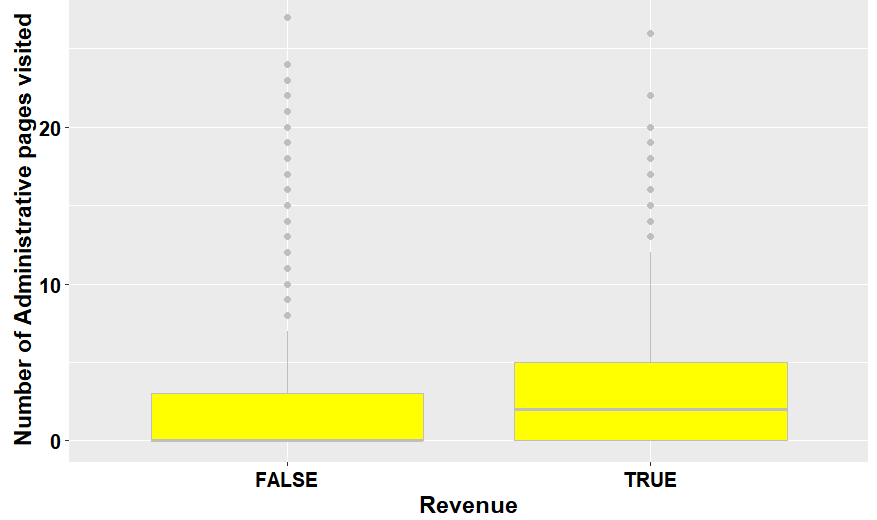 Number of Administrative pages visited
20
10
0
FALSE
TRUE
Revenue